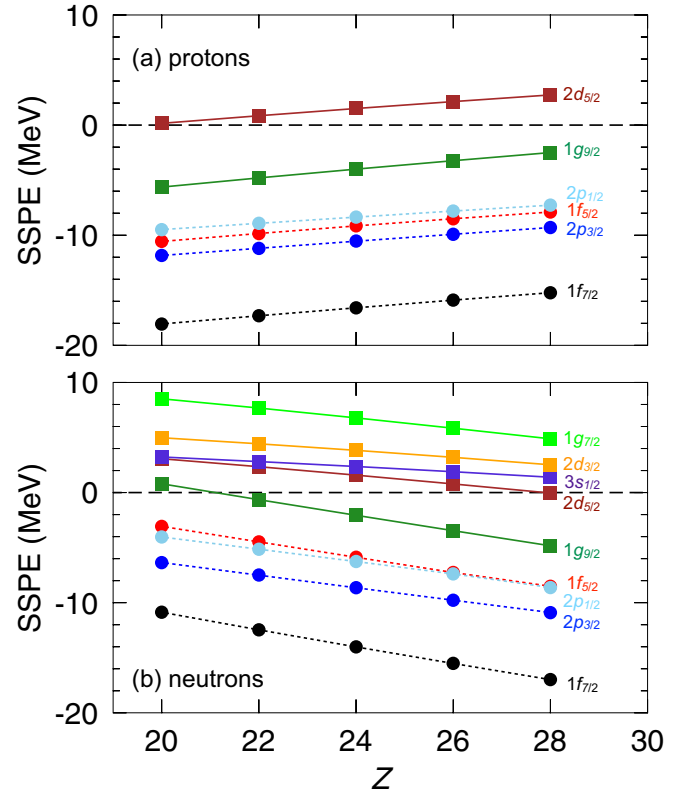 10
(a) protons
2d5/2
0
1g9/2
SSPE (MeV)
2p1/2
1f5/2
-10
2p3/2
1f7/2
-20
10
1g7/2
2d3/2
3s1/2
0
2d5/2
1g9/2
SSPE (MeV)
1f5/2
-10
2p1/2
2p3/2
(b) neutrons
1f7/2
-20
20 22 24 26 28 30
Z